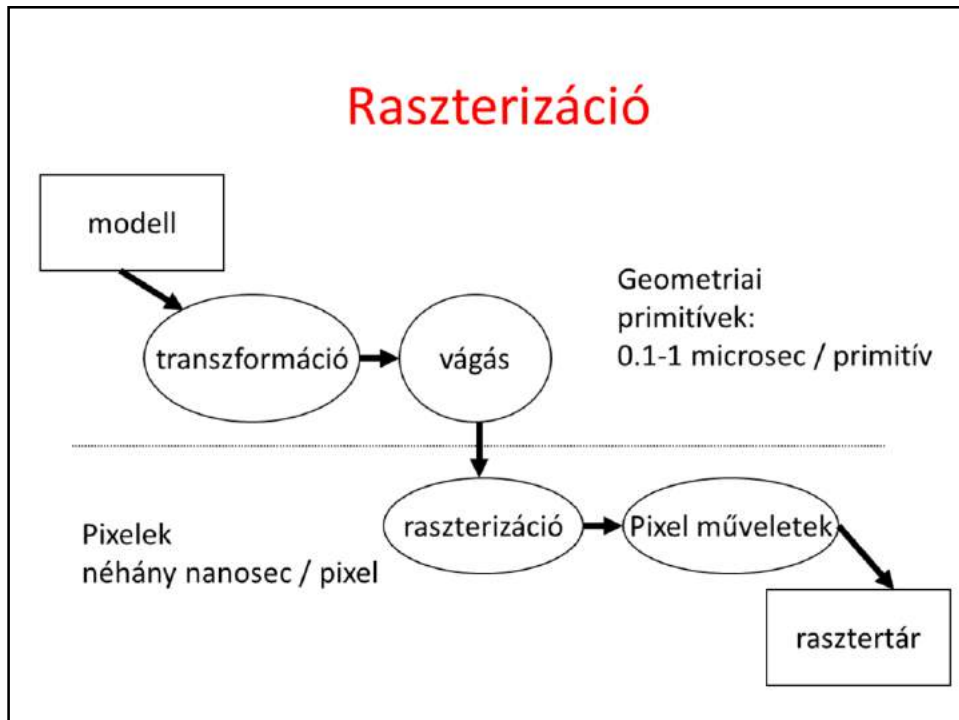 Raszterizáció
modell
Geometriai
primitívek:
0.1-1 microsec / primitív
transzformáció
vágás
raszterizáció
Pixel műveletek
Pixelek
néhány nanosec / pixel
rasztertár